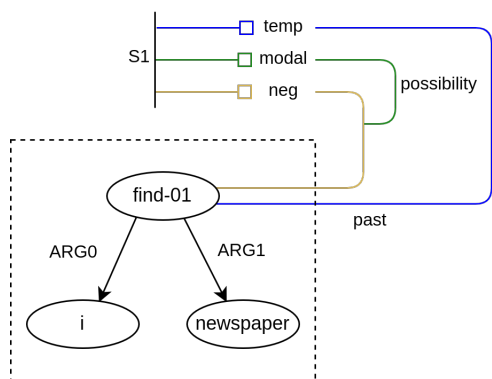 temp
S1
modal
possibility
neg
find-01
past
ARG0
ARG1
i
newspaper